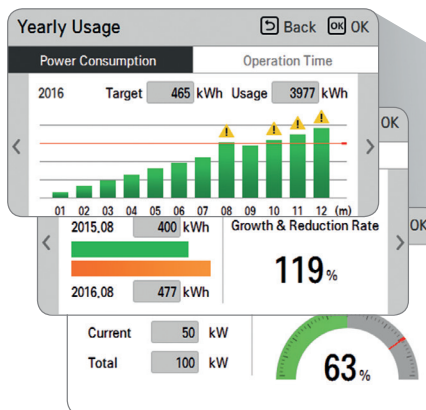 Yearly Usage Back OK OK
Power Consumption Operation Time
2016 Target 465 kWh Usage 3977 kWh
OK
01 02 03 04 05 06 07 08 09 10 11 12 (m)
2015,08 400 kWh Growth & Reduction Rate
OK
119%
2016,08 477 kWh
Current 50 kW
Total 100 kW
63%